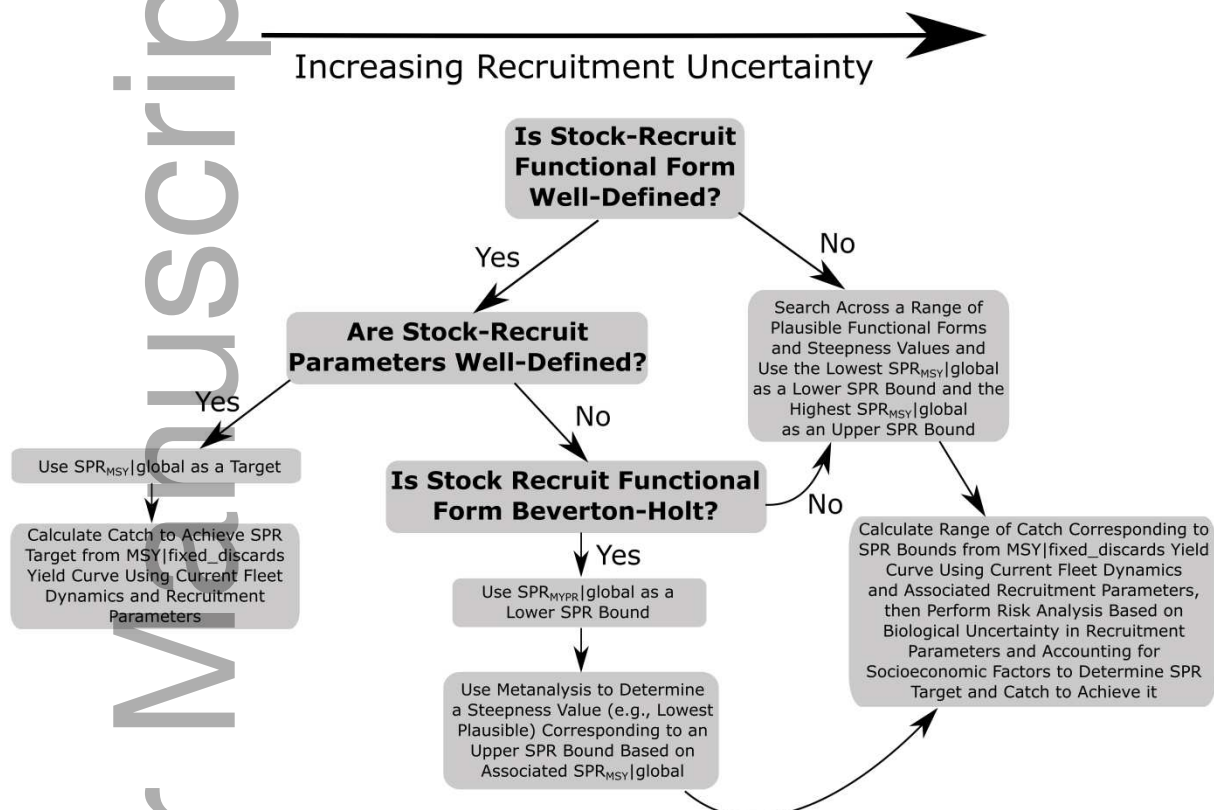 Increasing Recruitment Uncertainty
Is Stock-Recruit
Functional Form
Well-Defined?
Yes
No
Are Stock-Recruit
Parameters Well-Defined?
Search Across a Range of
Plausible Functional Forms
and Steepness Values and
Use the Lowest SPR_MSY|global
as a Lower SPR Bound and the
Highest SPR_MSY|global
as an Upper SPR Bound
Yes
No
Use SPR_MSY|global as a Target
Is Stock Recruit Functional
Form Beverton-Holt?
No
Calculate Catch to Achieve SPR
Target from MSY|fixed_discards
Yield Curve Using Current Fleet
Dynamics and Recruitment
Parameters
Yes
Use SPR_MYPR|global as a
Lower SPR Bound
Calculate Range of Catch Corresponding to
SPR Bounds from MSY|fixed_discards Yield
Curve Using Current Fleet Dynamics
and Associated Recruitment Parameters,
then Perform Risk Analysis Based on
Biological Uncertainty in Recruitment
Parameters and Accounting for
Socioeconomic Factors to Determine SPR
Target and Catch to Achieve it
Use Metanalysis to Determine
a Steepness Value (e.g., Lowest
Plausible) Corresponding to an
Upper SPR Bound Based on
Associated SPR_MSY|global
Manuscrip